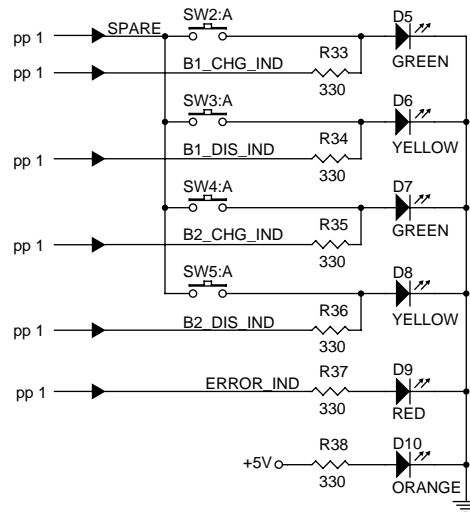 SW2:A
D5
pp 1
SPARE
R33
GREEN
pp 1
B1_CHG_IND
330
SW3:A
D6
R34
YELLOW
pp 1
B1_DIS_IND
330
SW4:A
D7
R35
GREEN
pp 1
B2_CHG_IND
330
SW5:A
D8
R36
YELLOW
pp 1
B2_DIS_IND
330
R37
D9
pp 1
ERROR_IND
330
RED
R38
D10
+5V
330
ORANGE